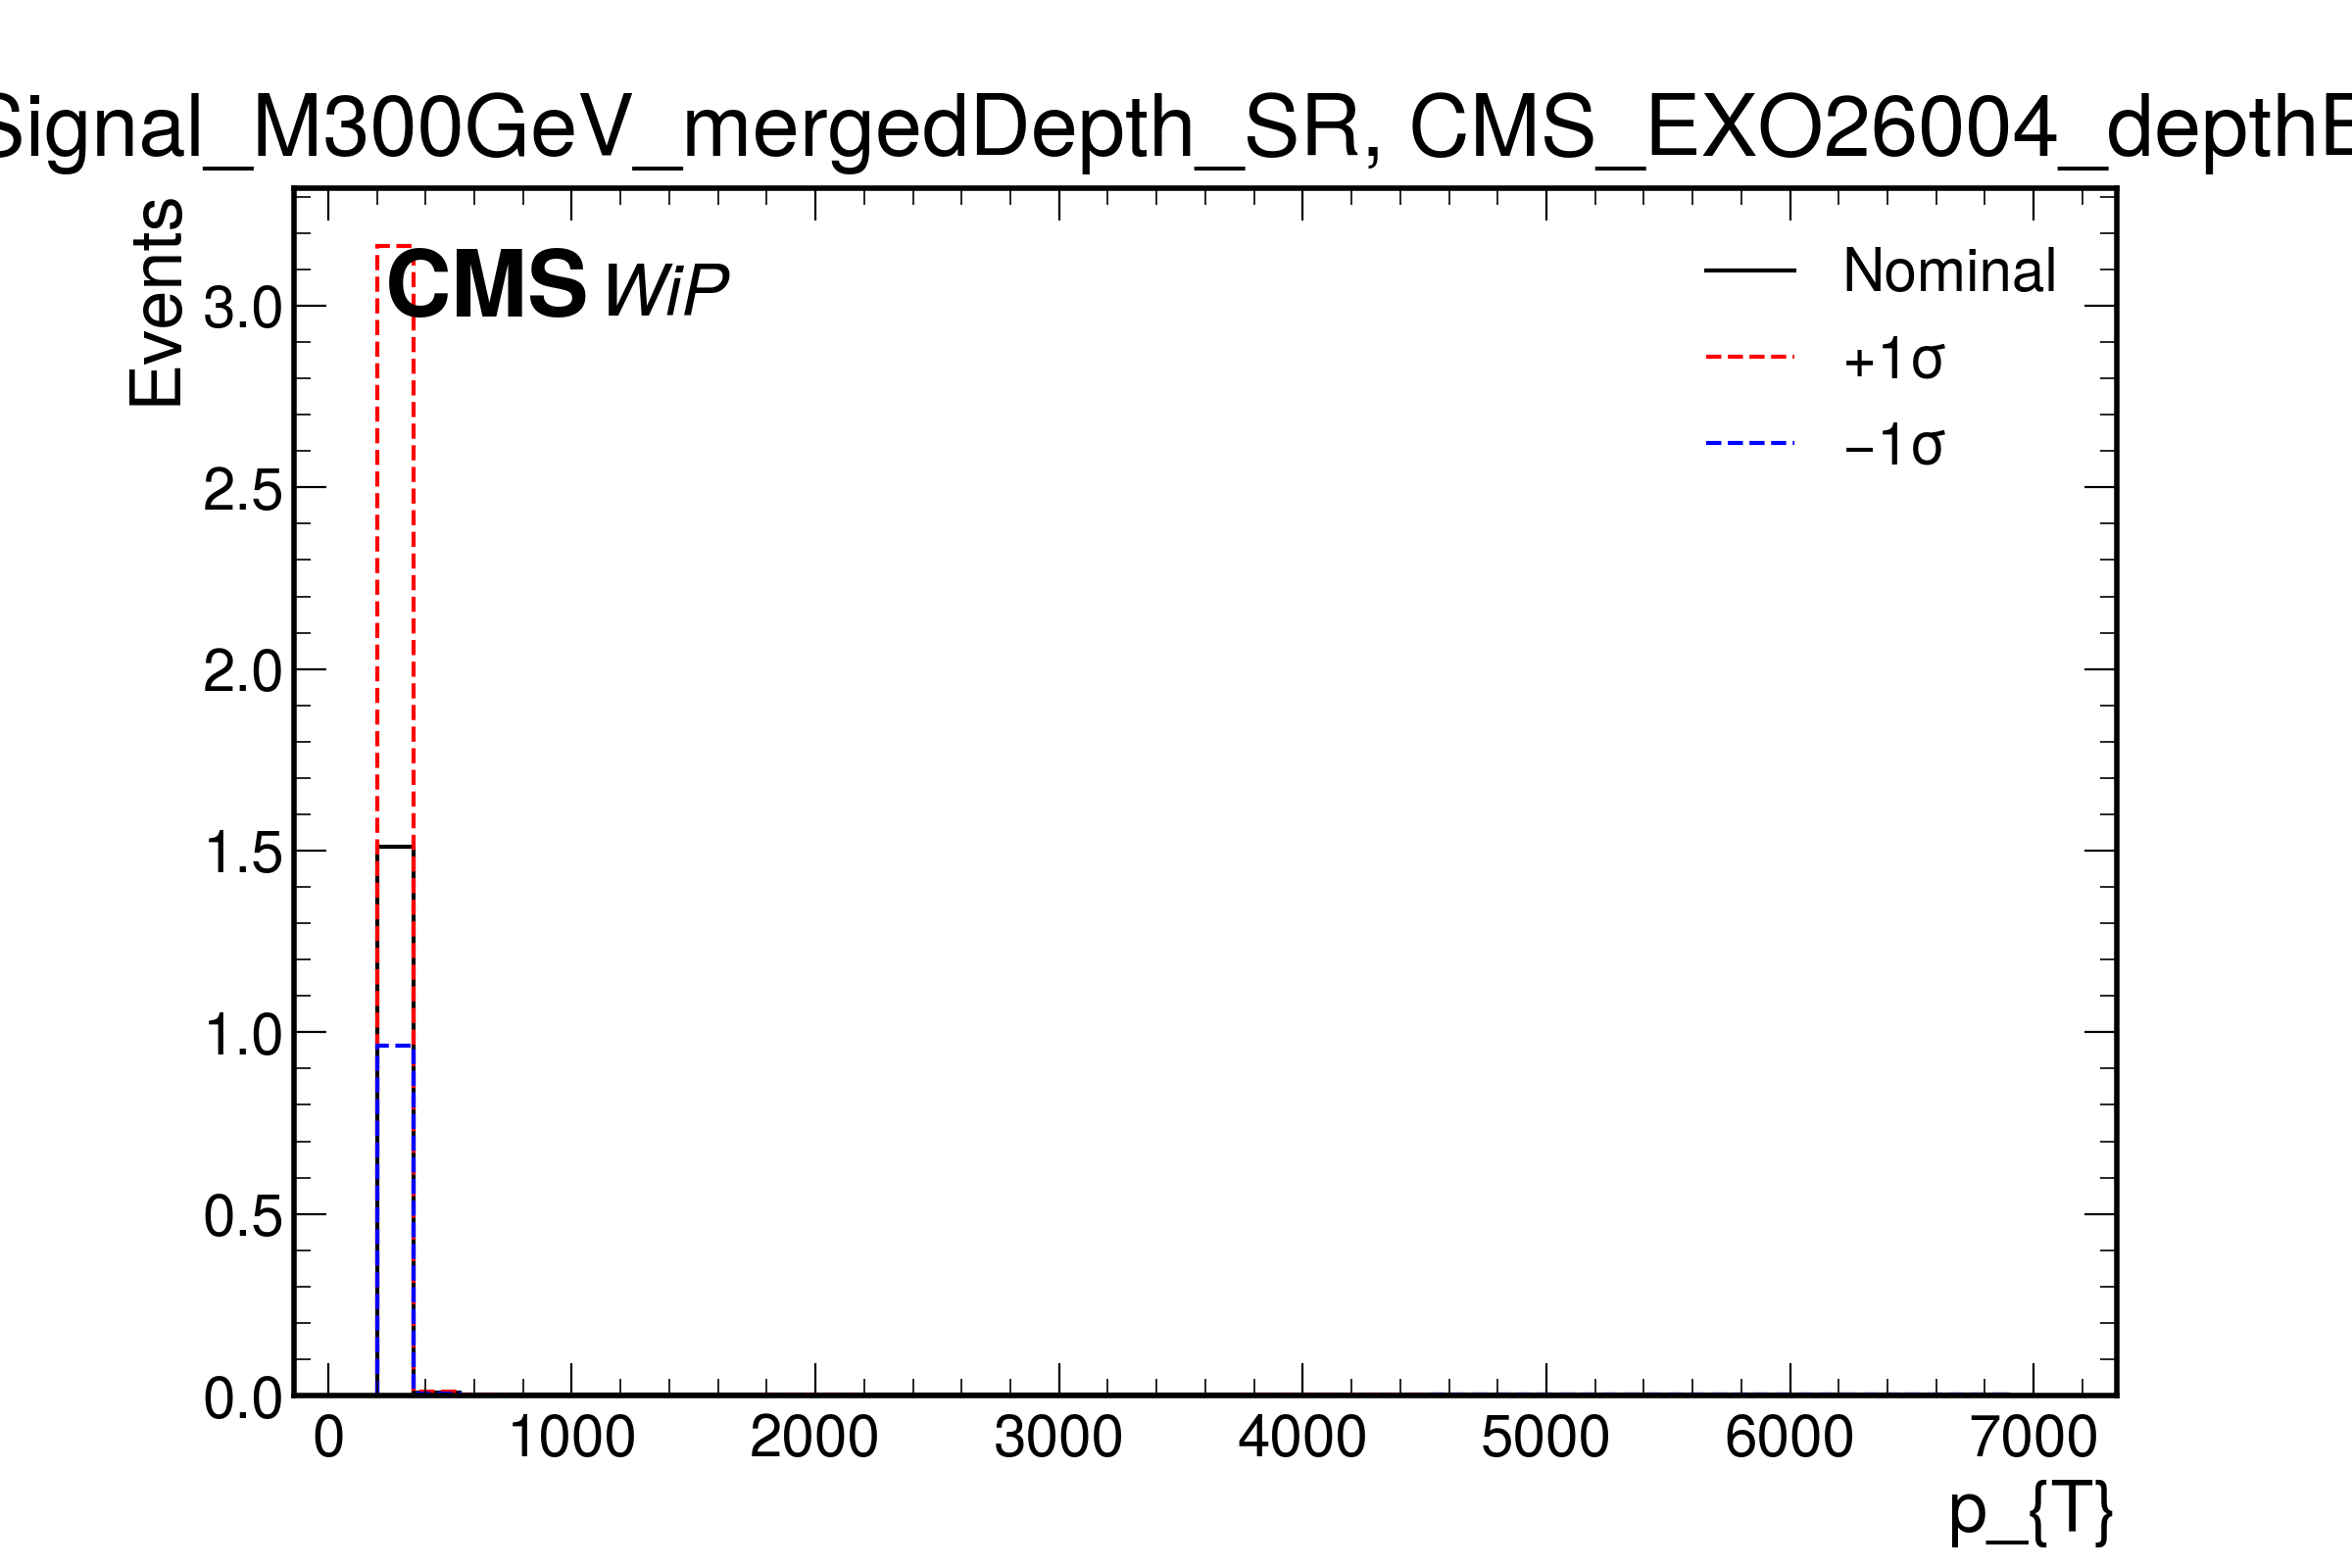 Signal_M300GeV_mergedDepth_SR, CMS_EXO26004_depthE
Events
CMS WiP
Nominal
+1σ
−1σ
3.0
2.5
2.0
1.5
1.0
0.5
0.0
0 1000 2000 3000 4000 5000 6000 7000
p_{T}